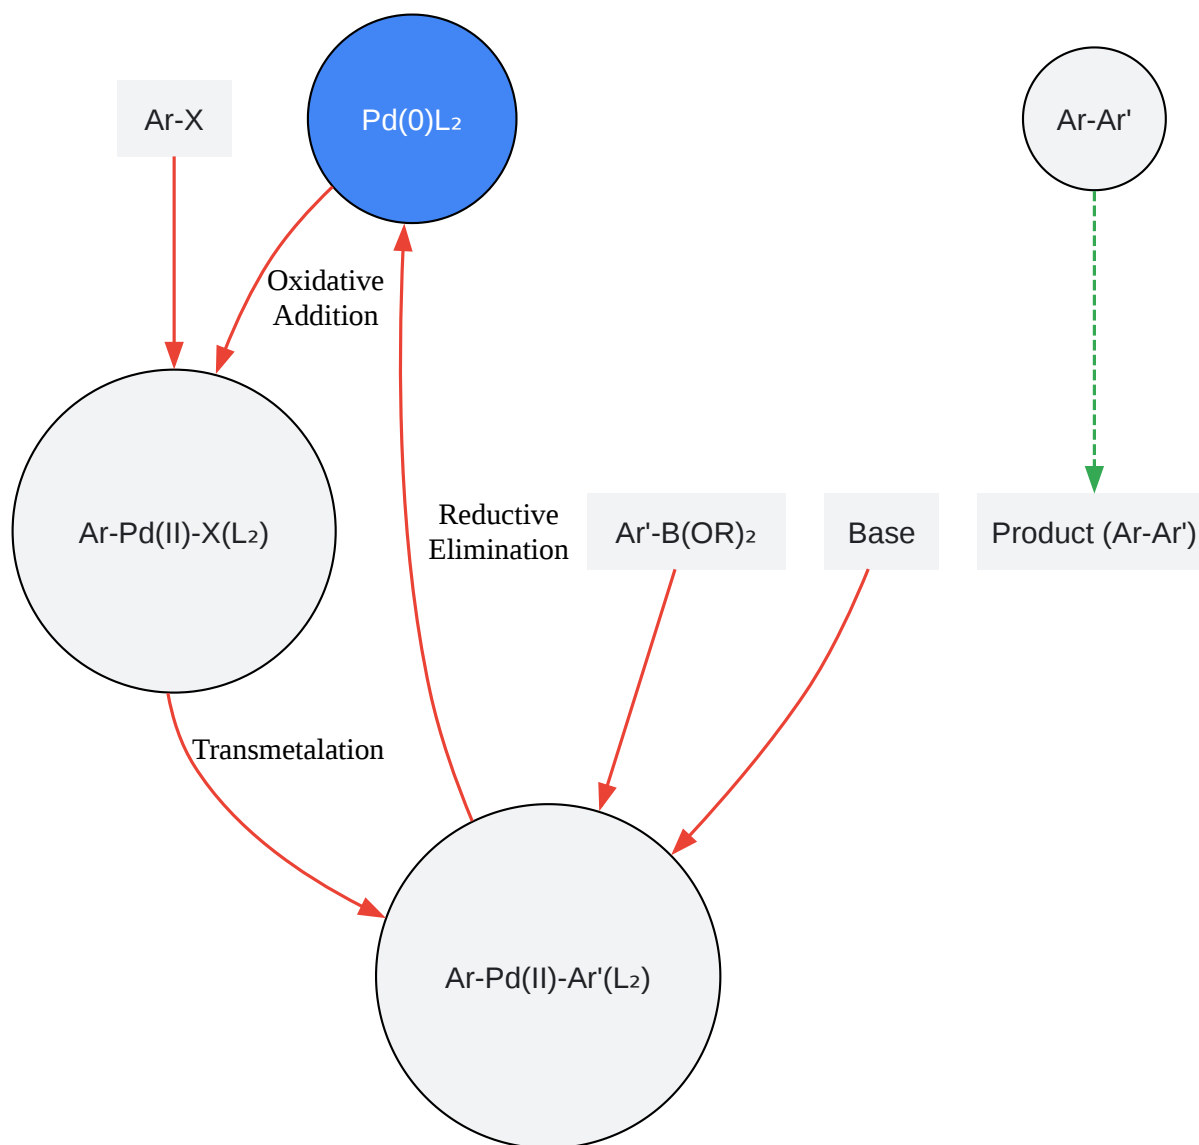 Ar-X
Pd(0)L₂
Ar-Ar'
Oxidative
Addition
Ar-Pd(II)-X(L₂)
Reductive
Elimination
Ar'-B(OR)₂
Base
Product (Ar-Ar')
Transmetalation
Ar-Pd(II)-Ar'(L₂)